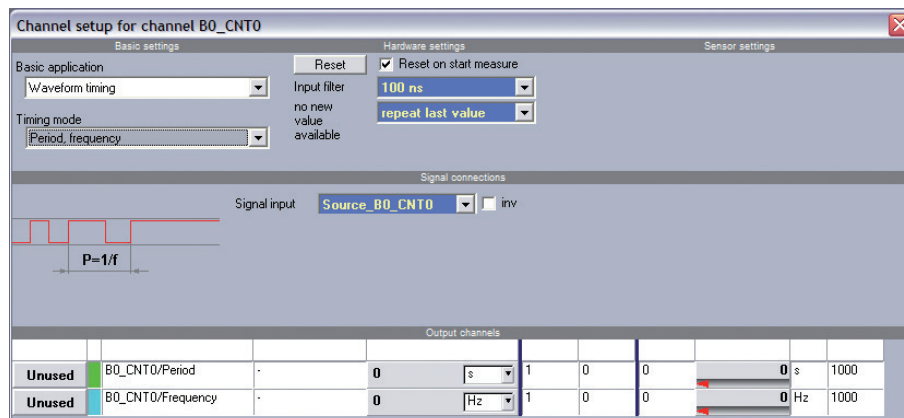 Channel setup for channel B0_CNT0
Basic settings Hardware settings Sensor settings
Basic application Reset Reset on start measure
Waveform timing Input filter 100 ns
no new value available repeat last value
Timing mode
Period, frequency
Signal connections
Signal input Source_B0_CNT0 inv
P=1/f
Output channels
Unused B0_CNT0/Period - 0 s 1 0 0 0 s 1000
Unused B0_CNT0/Frequency - 0 Hz 1 0 0 0 Hz 1000